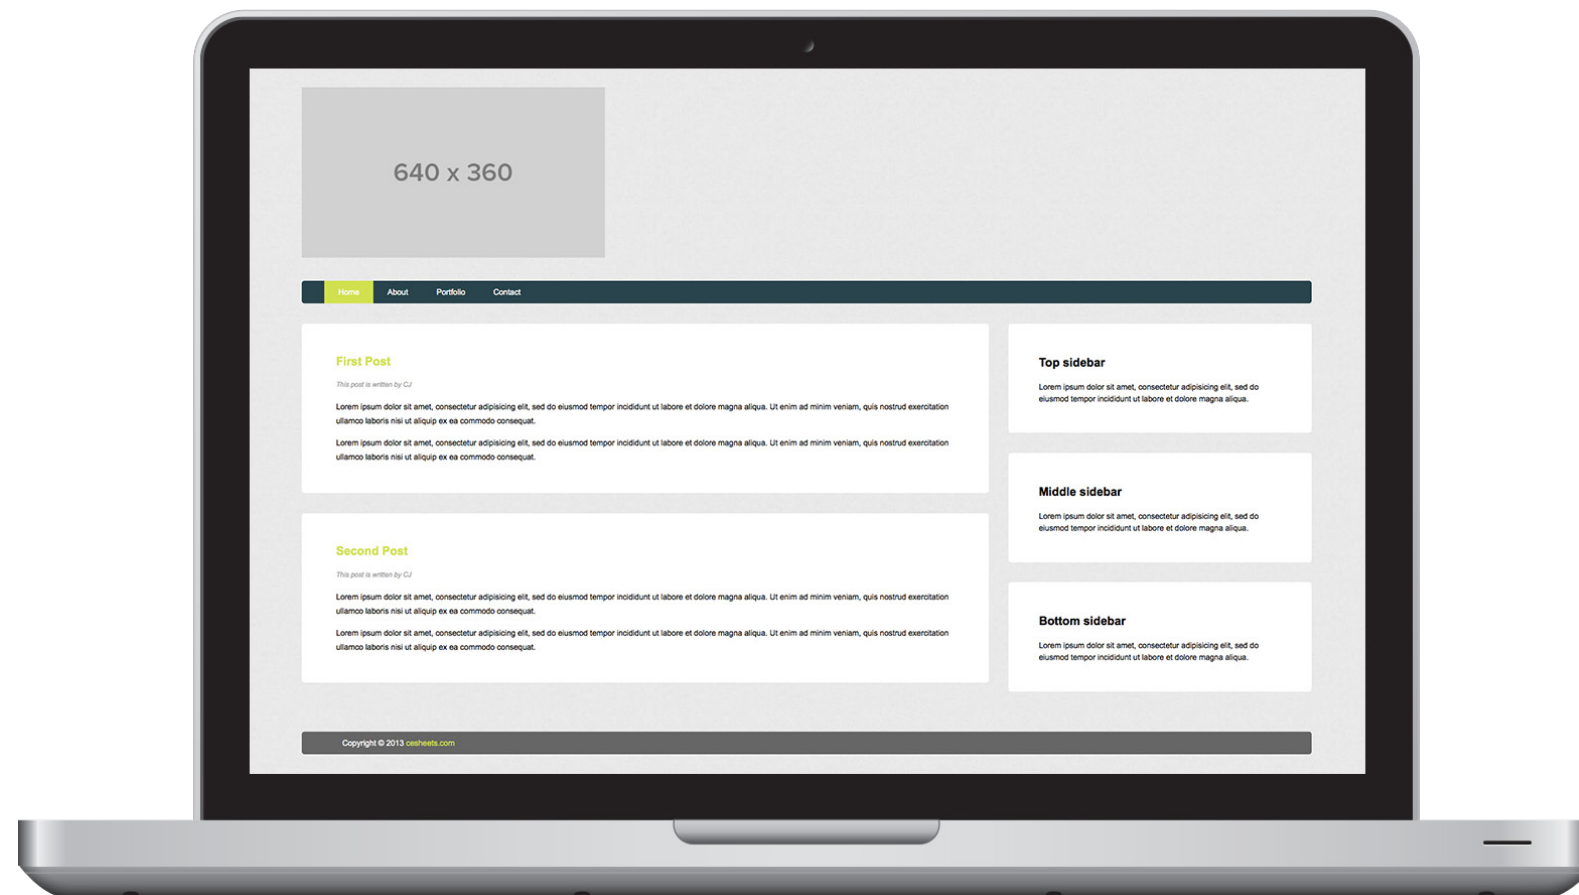 640 x 360
Home About Portfolio Contact
First Post
This post is written by CJ
Lorem ipsum dolor sit amet, consectetur adipisicing elit, sed do eiusmod tempor incididunt ut labore et dolore magna aliqua. Ut enim ad minim veniam, quis nostrud exercitation
ullamco laboris nisi ut aliquip ex ea commodo consequat.
Lorem ipsum dolor sit amet, consectetur adipisicing elit, sed do eiusmod tempor incididunt ut labore et dolore magna aliqua. Ut enim ad minim veniam, quis nostrud exercitation
ullamco laboris nisi ut aliquip ex ea commodo consequat.
Second Post
This post is written by CJ
Lorem ipsum dolor sit amet, consectetur adipisicing elit, sed do eiusmod tempor incididunt ut labore et dolore magna aliqua. Ut enim ad minim veniam, quis nostrud exercitation
ullamco laboris nisi ut aliquip ex ea commodo consequat.
Lorem ipsum dolor sit amet, consectetur adipisicing elit, sed do eiusmod tempor incididunt ut labore et dolore magna aliqua. Ut enim ad minim veniam, quis nostrud exercitation
ullamco laboris nisi ut aliquip ex ea commodo consequat.
Top sidebar
Lorem ipsum dolor sit amet, consectetur adipisicing elit, sed do
eiusmod tempor incididunt ut labore et dolore magna aliqua.
Middle sidebar
Lorem ipsum dolor sit amet, consectetur adipisicing elit, sed do
eiusmod tempor incididunt ut labore et dolore magna aliqua.
Bottom sidebar
Lorem ipsum dolor sit amet, consectetur adipisicing elit, sed do
eiusmod tempor incididunt ut labore et dolore magna aliqua.
Copyright © 2013 cesheets.com